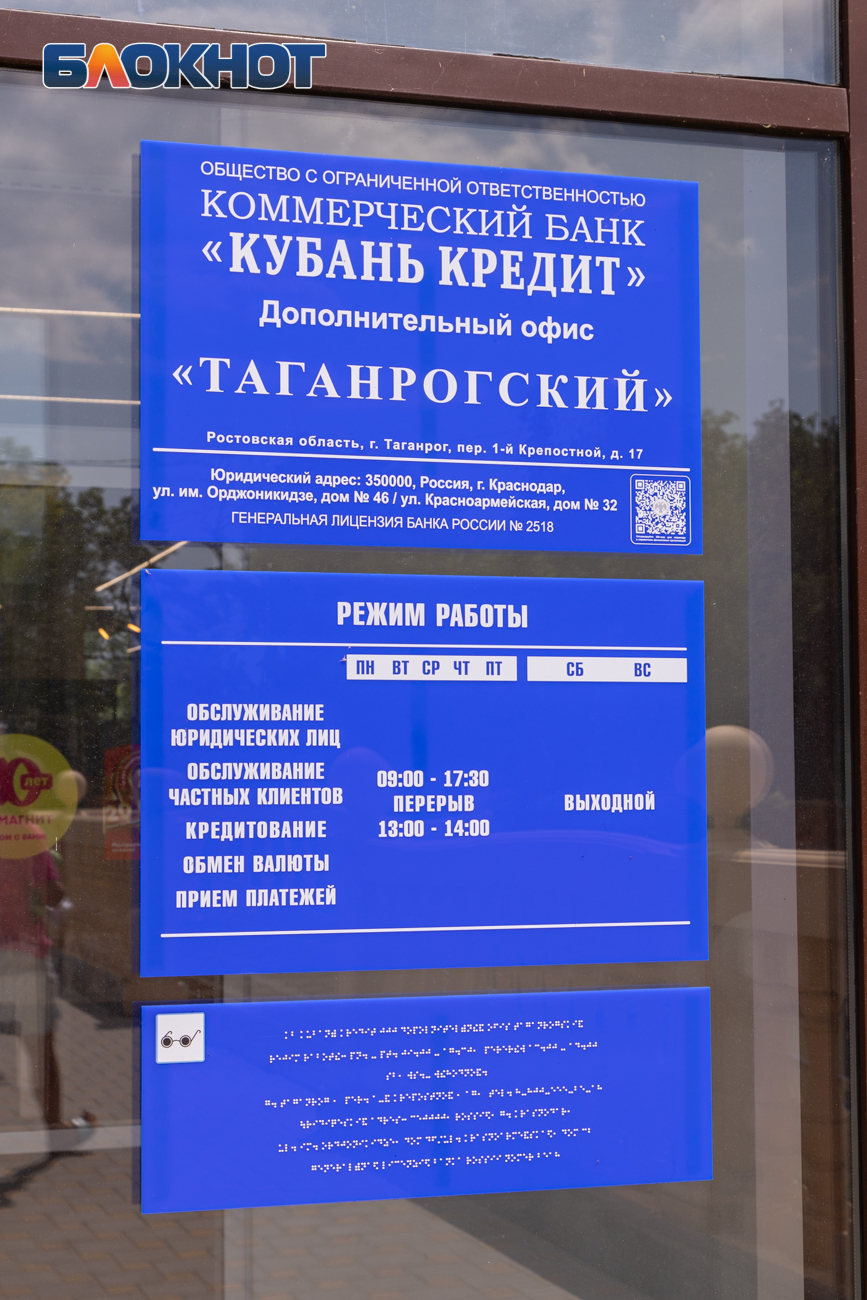 БЛОКНОТ
ОБЩЕСТВО С ОГРАНИЧЕННОЙ ОТВЕТСТВЕННОСТЬЮ
КОММЕРЧЕСКИЙ БАНК
«КУБАНЬ КРЕДИТ»
Дополнительный офис
«ТАГАНРОГСКИЙ»
Ростовская область, г. Таганрог, пер. 1-й Крепостной, д. 17
Юридический адрес: 350000, Россия, г. Краснодар,
ул. им. Орджоникидзе, дом № 46 / ул. Красноармейская, дом № 32
ГЕНЕРАЛЬНАЯ ЛИЦЕНЗИЯ БАНКА РОССИИ № 2518
РЕЖИМ РАБОТЫ
ПН ВТ СР ЧТ ПТ СБ ВС
ОБСЛУЖИВАНИЕ
ЮРИДИЧЕСКИХ ЛИЦ
ОБСЛУЖИВАНИЕ
ЧАСТНЫХ КЛИЕНТОВ
КРЕДИТОВАНИЕ
ОБМЕН ВАЛЮТЫ
ПРИЕМ ПЛАТЕЖЕЙ
09:00 - 17:30
ПЕРЕРЫВ
13:00 - 14:00
ВЫХОДНОЙ
лет
МАГНИТ